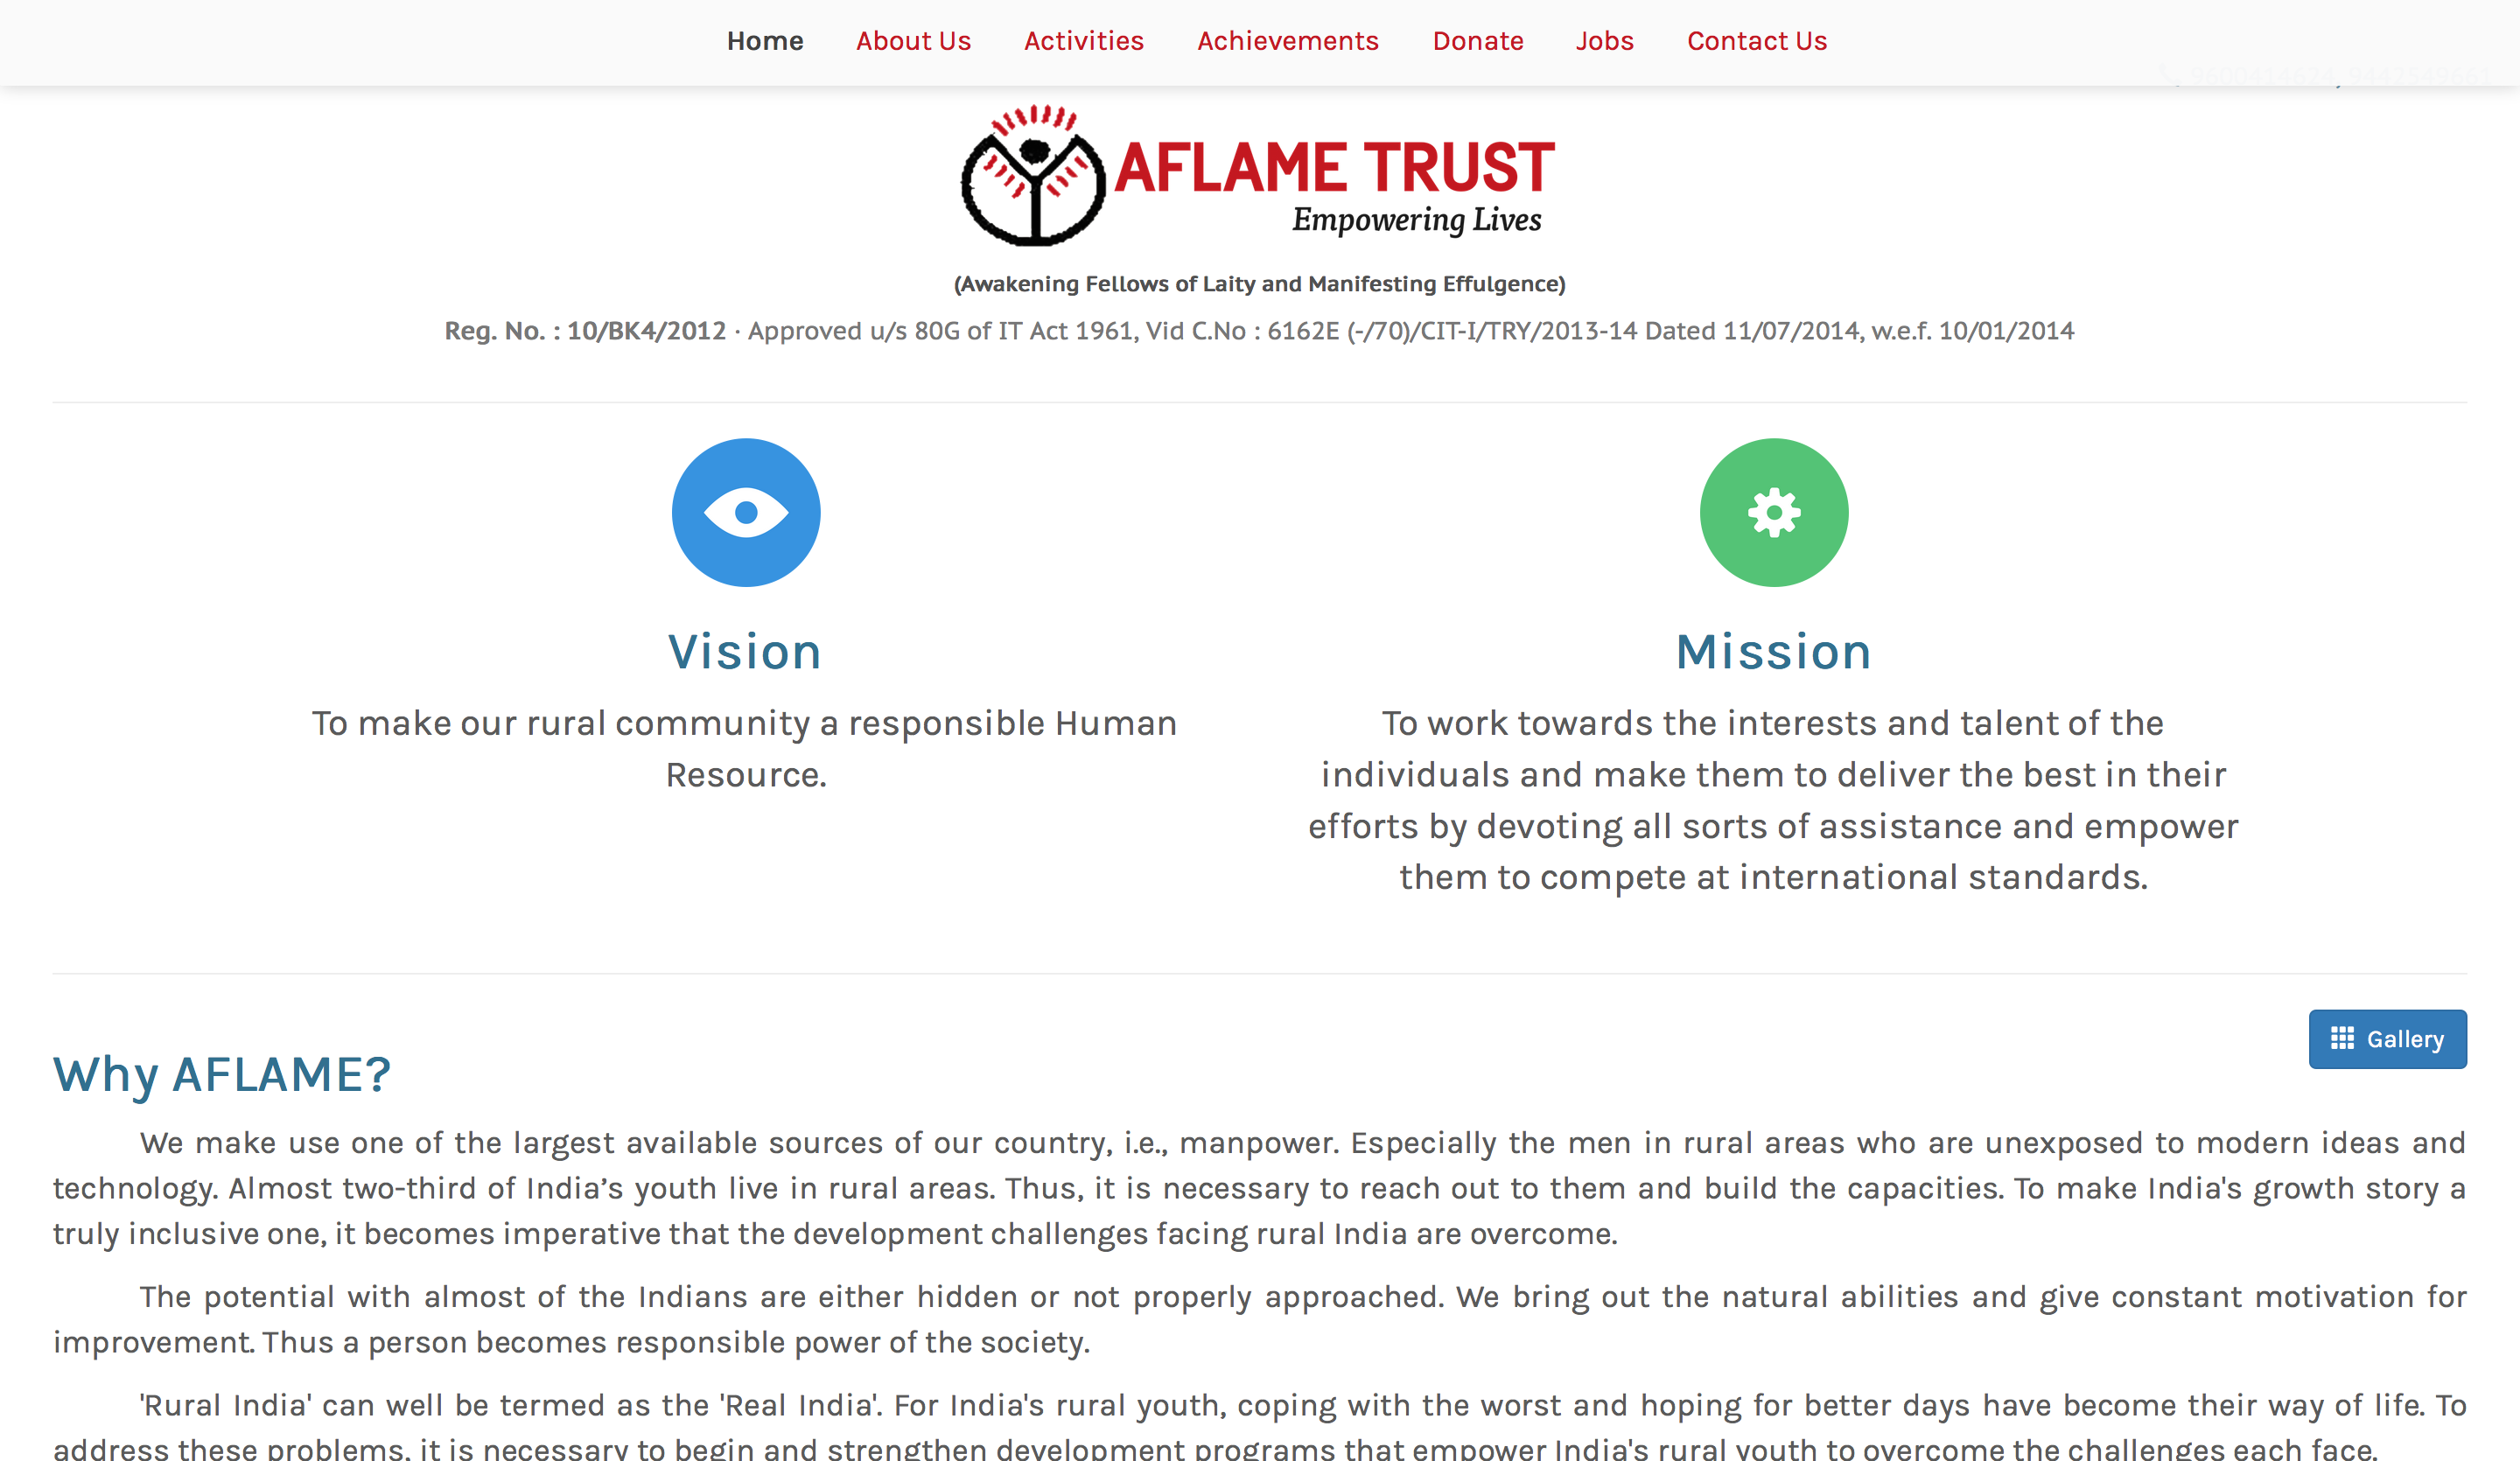 Home About Us Activities Achievements Donate Jobs Contact Us
AFLAME TRUST
Empowering Lives
(Awakening Fellows of Laity and Manifesting Effulgence)
Reg. No. : 10/BK4/2012 · Approved u/s 80G of IT Act 1961, Vid C.No : 6162E (-/70)/CIT-I/TRY/2013-14 Dated 11/07/2014, w.e.f. 10/01/2014
Vision
To make our rural community a responsible Human
Resource.
Mission
To work towards the interests and talent of the
individuals and make them to deliver the best in their
efforts by devoting all sorts of assistance and empower
them to compete at international standards.
Gallery
Why AFLAME?
We make use one of the largest available sources of our country, i.e., manpower. Especially the men in rural areas who are unexposed to modern ideas and
technology. Almost two-third of India’s youth live in rural areas. Thus, it is necessary to reach out to them and build the capacities. To make India's growth story a
truly inclusive one, it becomes imperative that the development challenges facing rural India are overcome.
The potential with almost of the Indians are either hidden or not properly approached. We bring out the natural abilities and give constant motivation for
improvement. Thus a person becomes responsible power of the society.
'Rural India' can well be termed as the 'Real India'. For India's rural youth, coping with the worst and hoping for better days have become their way of life. To
address these problems, it is necessary to begin and strengthen development programs that empower India's rural youth to overcome the challenges each face.